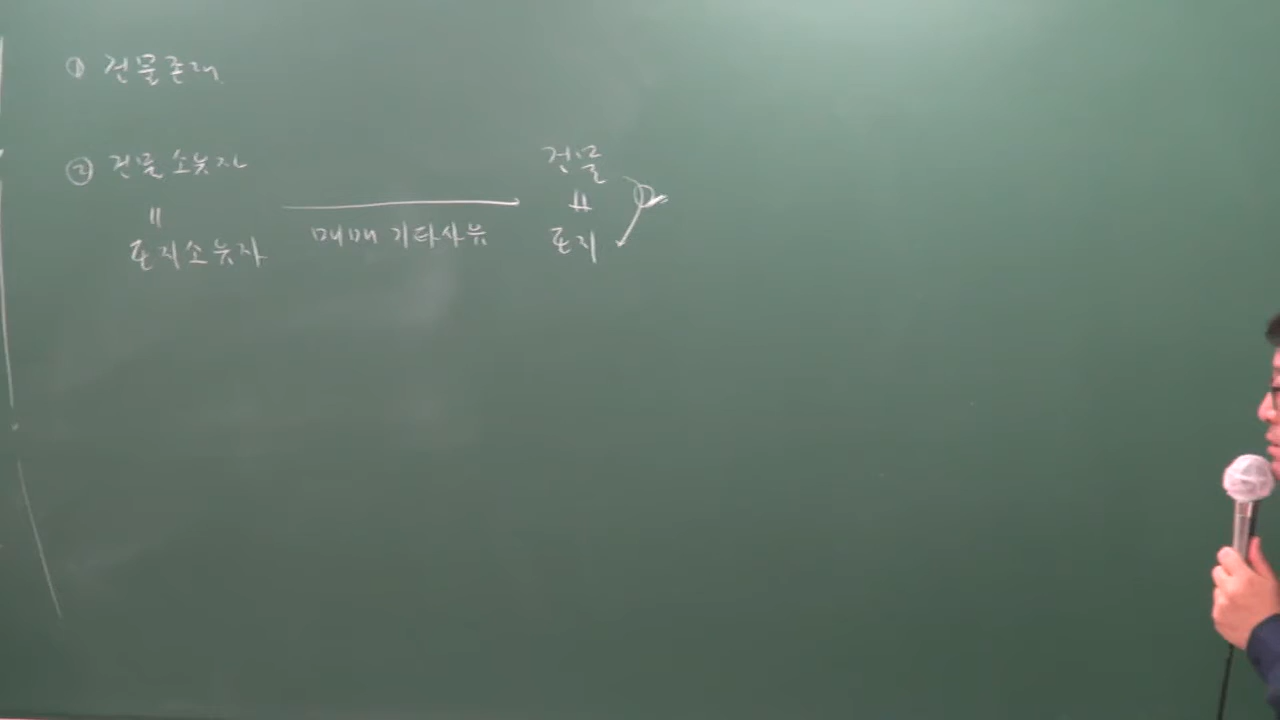 ① 건물존재
② 건물소유자
〃
토지소유자
매매 기타사유
건물
〃
토지